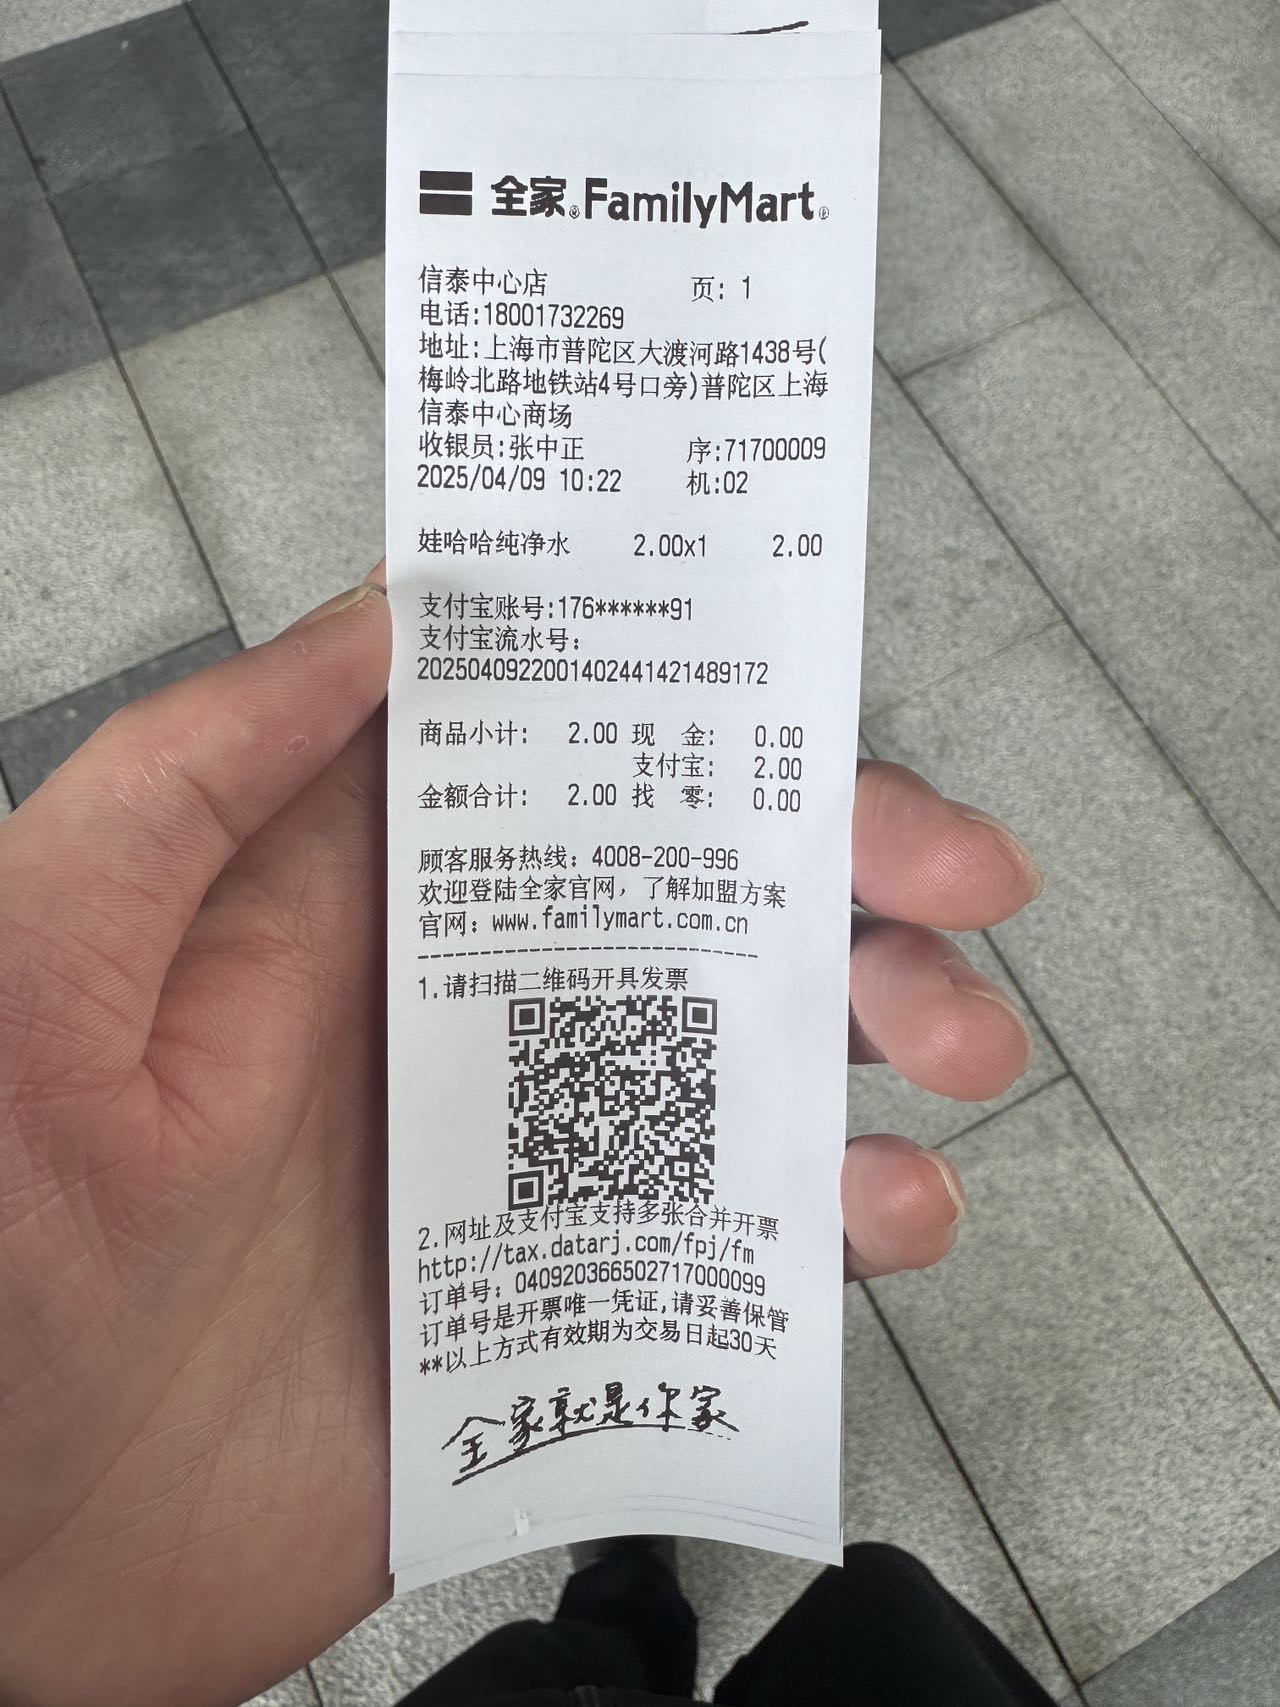 全家 FamilyMart
信泰中心店 页: 1
电话:18001732269
地址:上海市普陀区大渡河路1438号(
梅岭北路地铁站4号口旁)普陀区上海
信泰中心商场
收银员:张中正 序:71700009
2025/04/09 10:22 机:02
娃哈哈纯净水 2.00x1 2.00
支付宝账号:176******91
支付宝流水号:
2025040922001402441421489172
商品小计: 2.00 现 金: 0.00
支付宝: 2.00
金额合计: 2.00 找 零: 0.00
顾客服务热线: 4008-200-996
欢迎登陆全家官网, 了解加盟方案
官网: www.familymart.com.cn
1.请扫描二维码开具发票
2.网址及支付宝支持多张合并开票
http://tax.datarj.com/fpj/fm
订单号: 040920366502717000099
订单号是开票唯一凭证,请妥善保管
**以上方式有效期为交易日起30天
全家就是你家